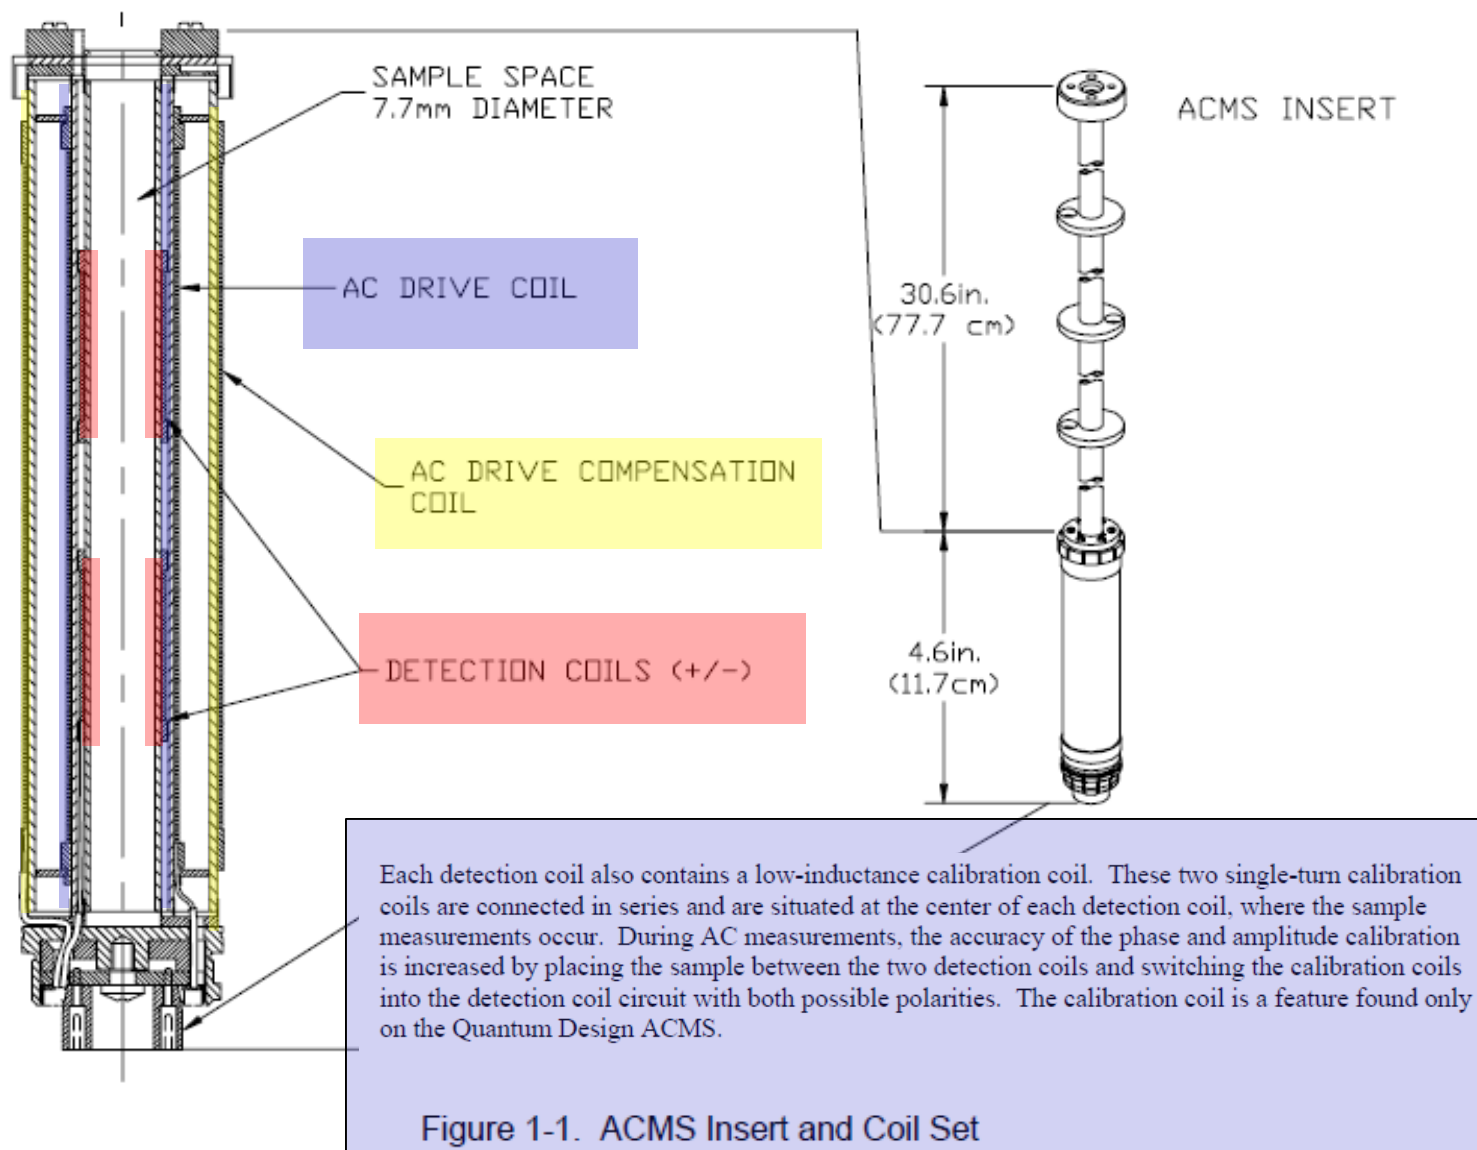 SAMPLE SPACE
7.7mm DIAMETER
ACMS INSERT
AC DRIVE COIL
30.6in.
(77.7 cm)
AC DRIVE COMPENSATION
COIL
DETECTION COILS (+/-)
4.6in.
(11.7cm)
Each detection coil also contains a low-inductance calibration coil. These two single-turn calibration
coils are connected in series and are situated at the center of each detection coil, where the sample
measurements occur. During AC measurements, the accuracy of the phase and amplitude calibration
is increased by placing the sample between the two detection coils and switching the calibration coils
into the detection coil circuit with both possible polarities. The calibration coil is a feature found only
on the Quantum Design ACMS.
Figure 1-1. ACMS Insert and Coil Set